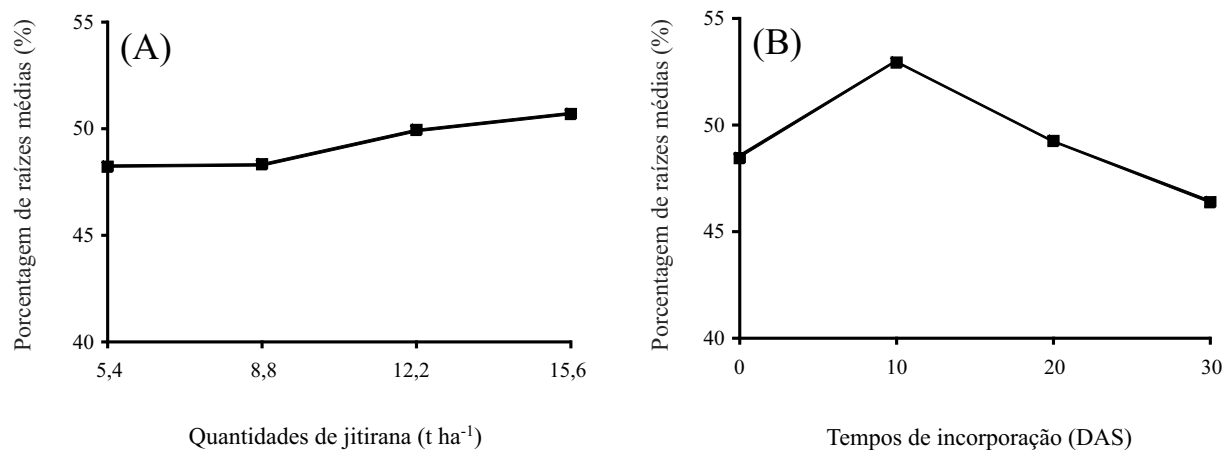 Porcentagem de raízes médias (%)
55
50
45
40
(A)
5,4 8,8 12,2 15,6
Quantidades de jitirana (t ha⁻¹)
Porcentagem de raízes médias (%)
55
50
45
40
(B)
0 10 20 30
Tempos de incorporação (DAS)